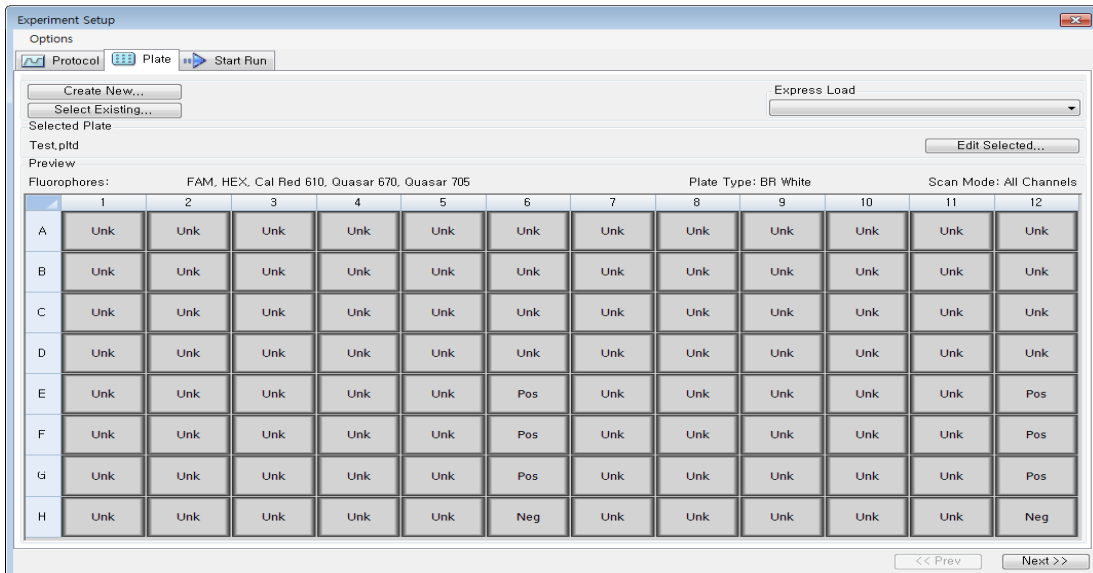 Experiment Setup
Options
Protocol Plate Start Run
Create New... Express Load
Select Existing...
Selected Plate
Test.pltd Edit Selected...
Preview
Fluorophores: FAM, HEX, Cal Red 610, Quasar 670, Quasar 705 Plate Type: BR White Scan Mode: All Channels
1 2 3 4 5 6 7 8 9 10 11 12
A Unk Unk Unk Unk Unk Unk Unk Unk Unk Unk Unk Unk
B Unk Unk Unk Unk Unk Unk Unk Unk Unk Unk Unk Unk
C Unk Unk Unk Unk Unk Unk Unk Unk Unk Unk Unk Unk
D Unk Unk Unk Unk Unk Unk Unk Unk Unk Unk Unk Unk
E Unk Unk Unk Unk Unk Pos Unk Unk Unk Unk Unk Pos
F Unk Unk Unk Unk Unk Pos Unk Unk Unk Unk Unk Pos
G Unk Unk Unk Unk Unk Pos Unk Unk Unk Unk Unk Pos
H Unk Unk Unk Unk Unk Neg Unk Unk Unk Unk Unk Neg
<< Prev Next >>